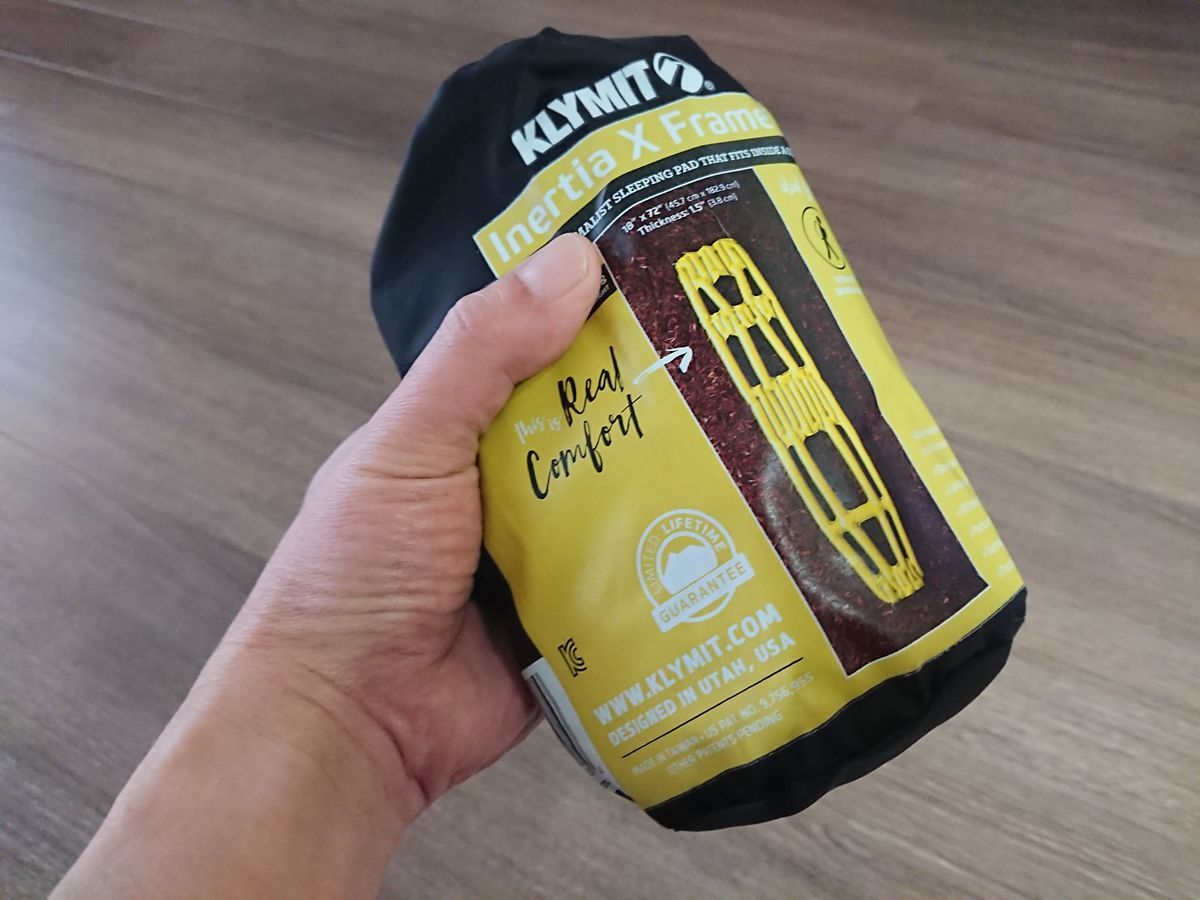 KLYMIT ®
Inertia X Frame
SLEEPING PAD THAT FITS INSIDE A
18" x 72" (45.7 cm x 182.9 cm)
Thickness: 1.5" (3.8 cm)
this is Real
Comfort
LIMITED LIFETIME
GUARANTEE
WWW.KLYMIT.COM
DESIGNED IN UTAH, USA
MADE IN TAIWAN • US PAT. NO. 9,756,955
OTHER PATENTS PENDING